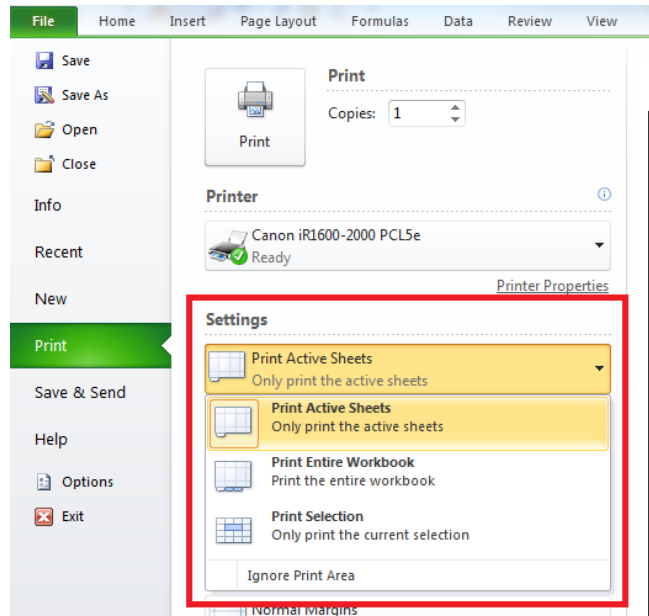 File Home Insert Page Layout Formulas Data Review View
Save
Save As
Open
Close
Info
Recent
New
Print
Save & Send
Help
Options
Exit
Print
Print
Copies: 1
Printer
Canon iR1600-2000 PCL5e
Ready
Printer Properties
Settings
Print Active Sheets
Only print the active sheets
Print Active Sheets
Only print the active sheets
Print Entire Workbook
Print the entire workbook
Print Selection
Only print the current selection
Ignore Print Area
Normal Margins